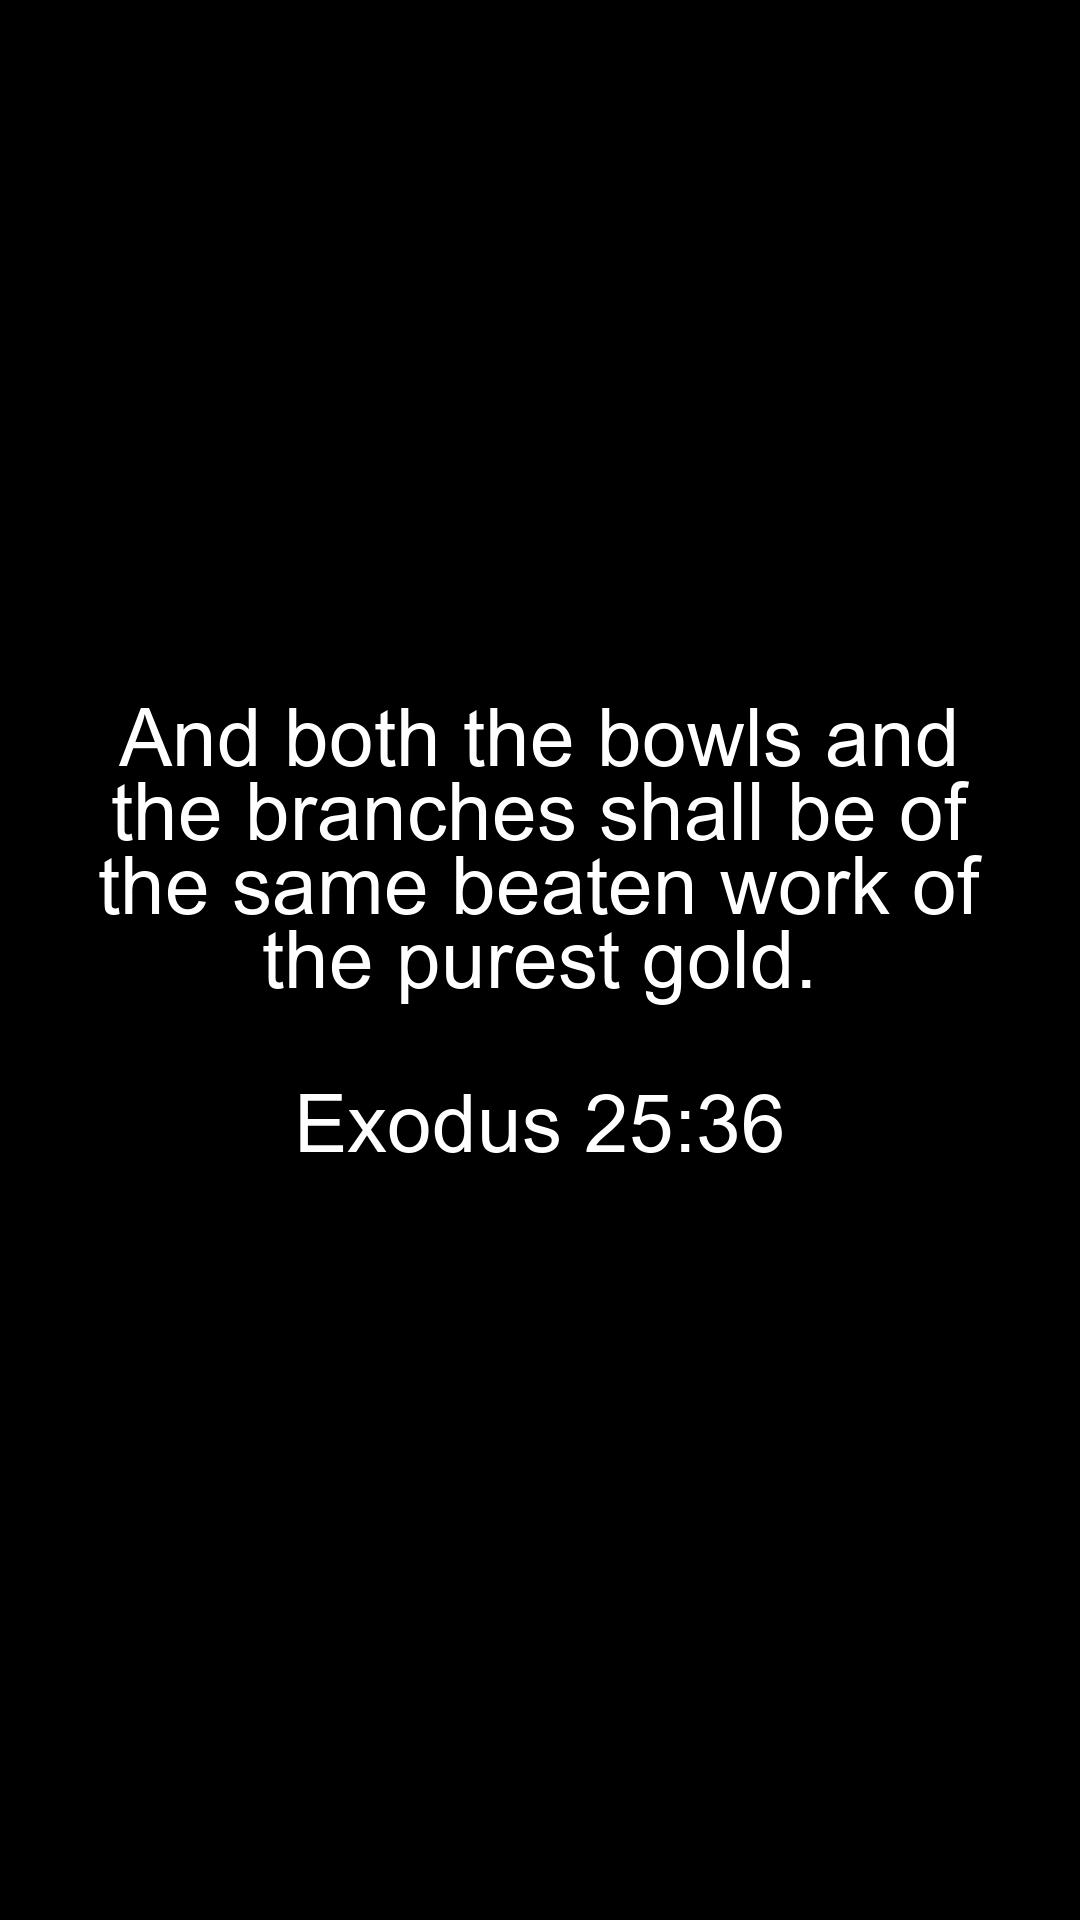 And both the bowls and
the branches shall be of
the same beaten work of
the purest gold.
Exodus 25:36